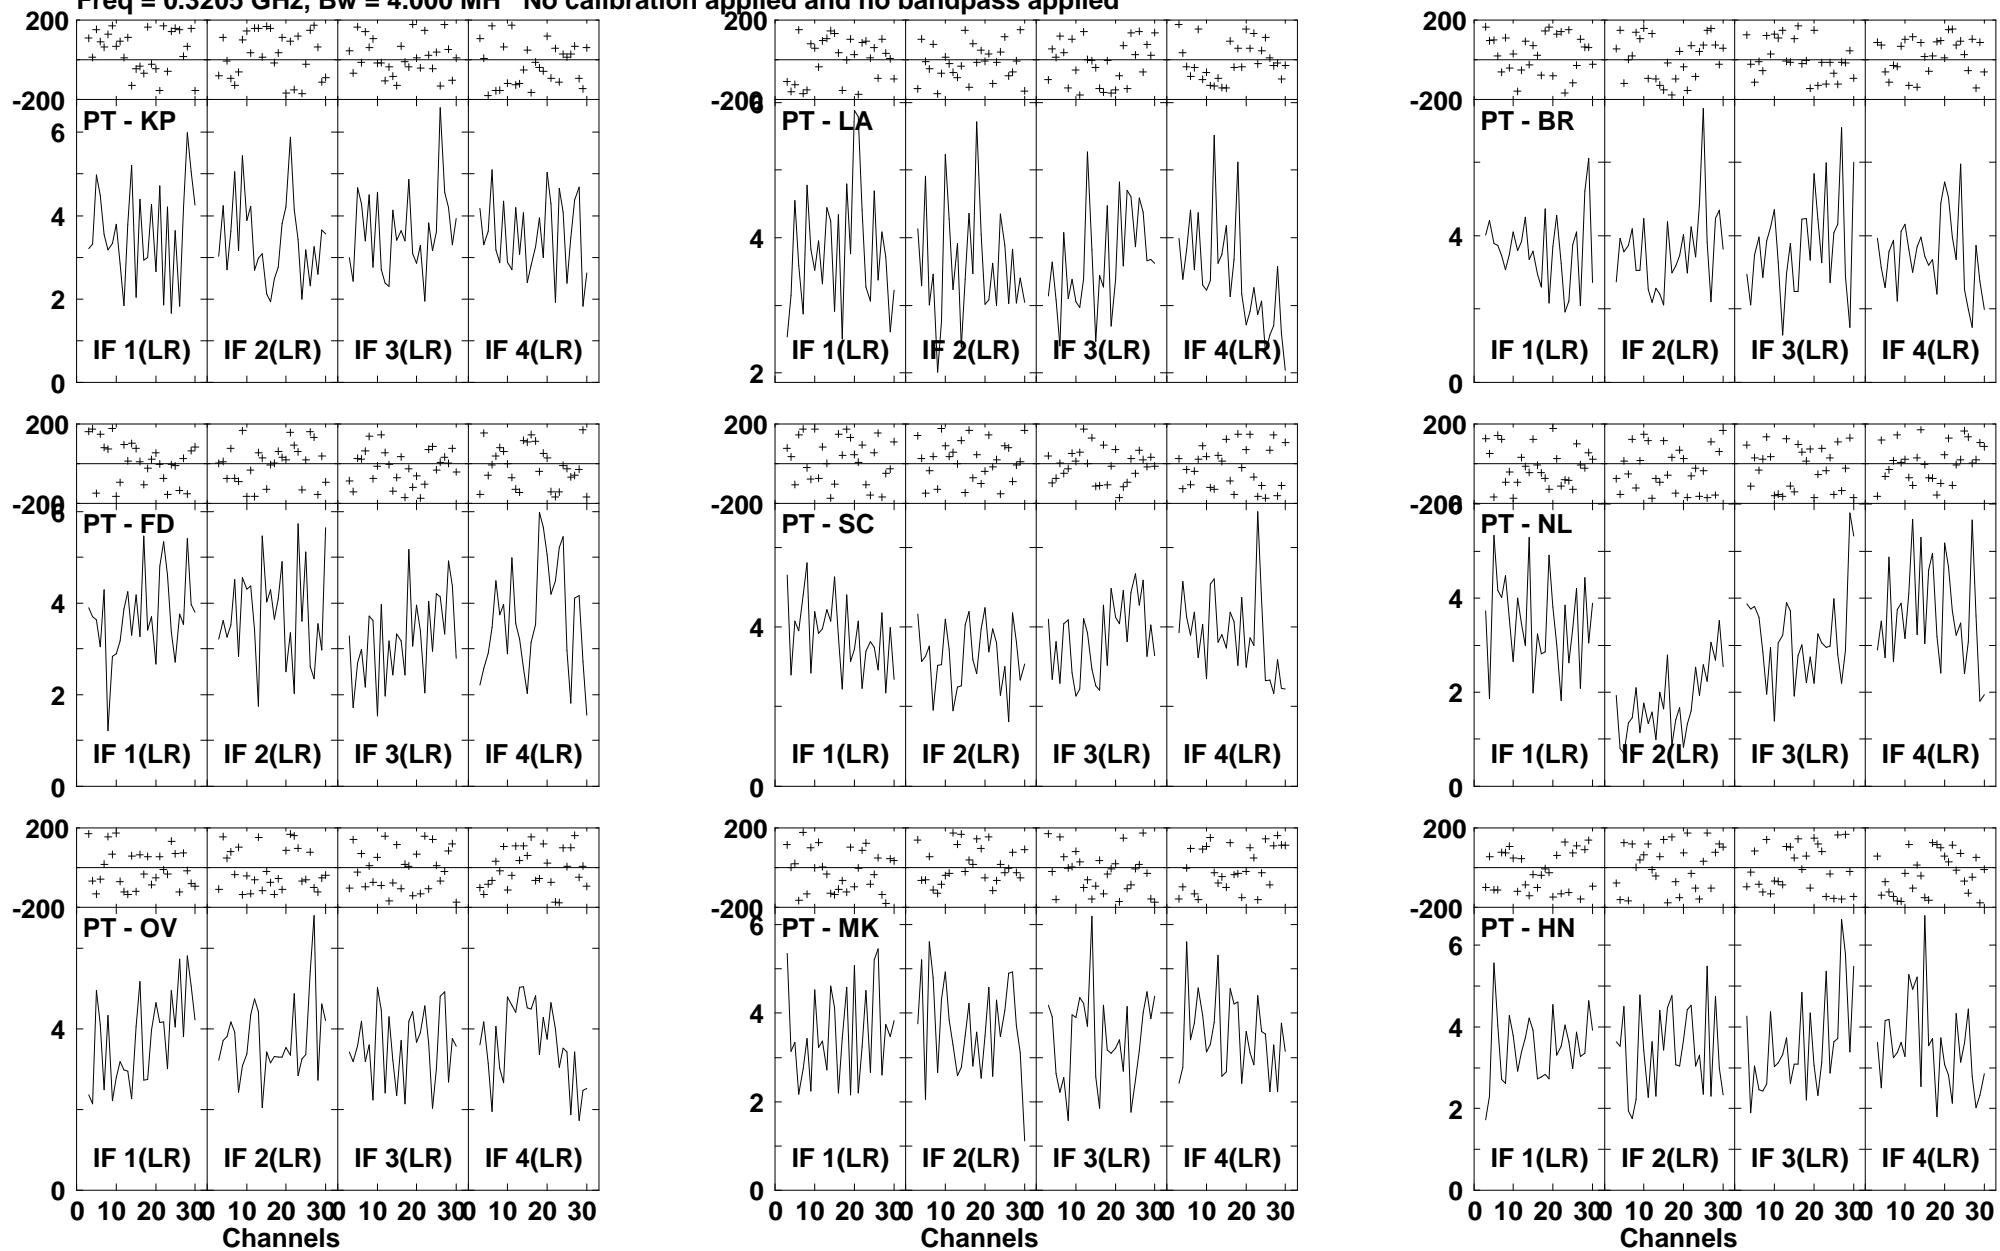 Freq = 0.3205 GHz, Bw = 4.000 MH No calibration applied and no bandpass applied
200
-200
PT - KP
6
4
2
0
IF 1(LR) IF 2(LR) IF 3(LR) IF 4(LR)
200
-200
6
PT - LA
4
2
IF 1(LR) IF 2(LR) IF 3(LR) IF 4(LR)
200
-200
PT - BR
4
0
IF 1(LR) IF 2(LR) IF 3(LR) IF 4(LR)
200
-200
6
PT - FD
4
2
0
IF 1(LR) IF 2(LR) IF 3(LR) IF 4(LR)
200
-200
PT - SC
4
0
IF 1(LR) IF 2(LR) IF 3(LR) IF 4(LR)
200
-200
6
PT - NL
4
2
0
IF 1(LR) IF 2(LR) IF 3(LR) IF 4(LR)
200
-200
PT - OV
4
0
IF 1(LR) IF 2(LR) IF 3(LR) IF 4(LR)
0 10 20 30 0 10 20 30 0 10 20 30 0 10 20 30
Channels
200
-200
PT - MK
6
4
2
0
IF 1(LR) IF 2(LR) IF 3(LR) IF 4(LR)
0 10 20 30 0 10 20 30 0 10 20 30 0 10 20 30
Channels
200
-200
PT - HN
6
4
2
0
IF 1(LR) IF 2(LR) IF 3(LR) IF 4(LR)
0 10 20 30 0 10 20 30 0 10 20 30 0 10 20 30
Channels